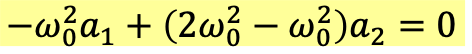 −ω₀²a₁ + (2ω₀² − ω₀²)a₂ = 0